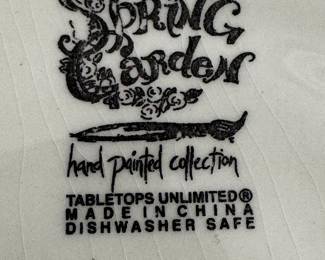 Spring
Garden
hand painted collection
TABLETOPS UNLIMITED®
MADE IN CHINA
DISHWASHER SAFE